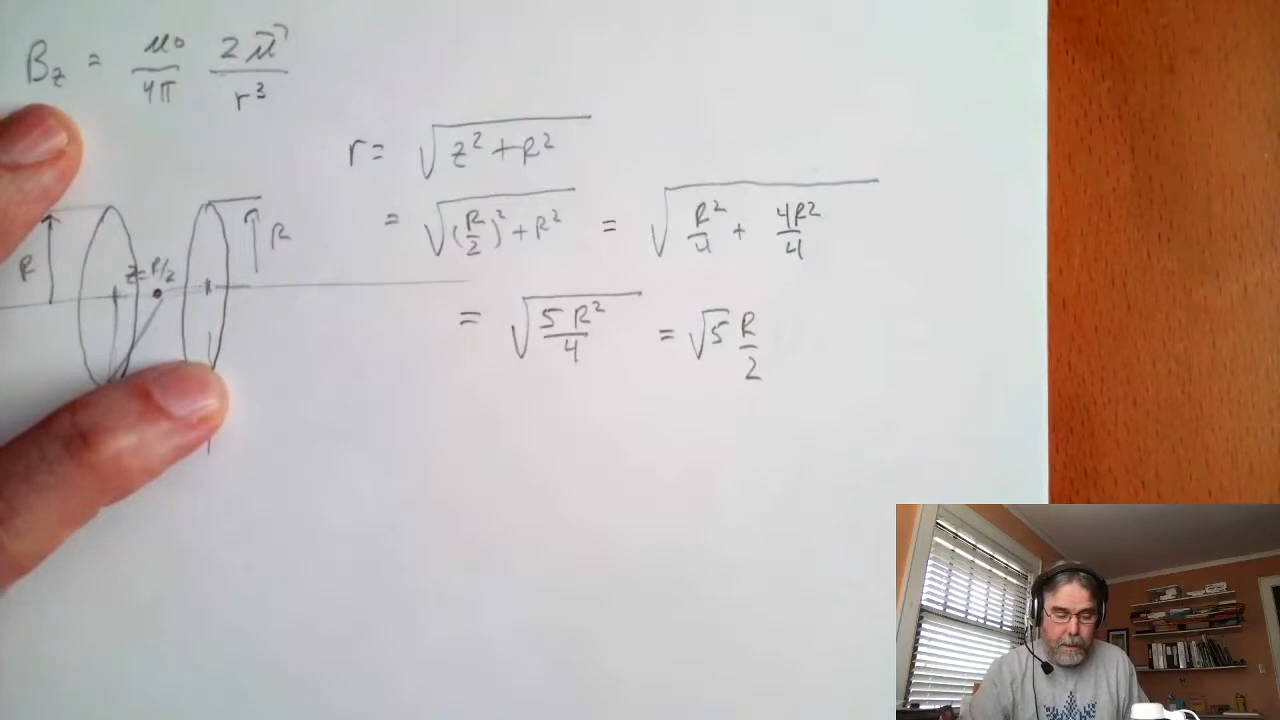 B_z = μ₀/4π 2μ⃗/r³
r = √(z² + R²)
= √((R/2)² + R²) = √(R²/4 + 4R²/4)
R z=R/2 R
= √(5R²/4) = √5 R/2